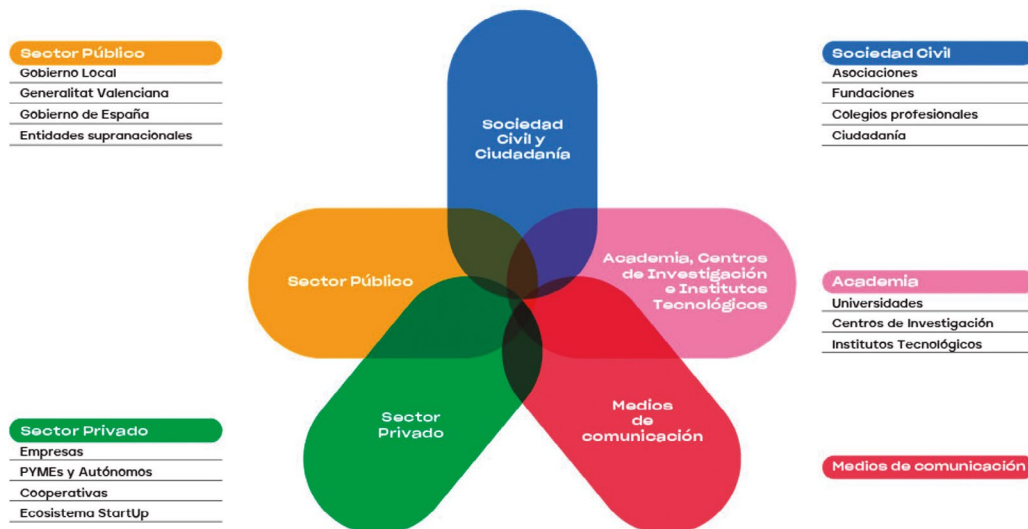 Sector Público
Gobierno Local
Generalitat Valenciana
Gobierno de España
Entidades supranacionales
Sociedad
Civil y
Ciudadanía
Sociedad Civil
Asociaciones
Fundaciones
Colegios profesionales
Ciudadanía
Sector Público
Academia, Centros
de Investigación
e Institutos
Tecnológicos
Academia
Universidades
Centros de Investigación
Institutos Tecnológicos
Sector Privado
Empresas
PYMEs y Autónomos
Cooperativas
Ecosistema StartUp
Sector
Privado
Medios
de
comunicación
Medios de comunicación